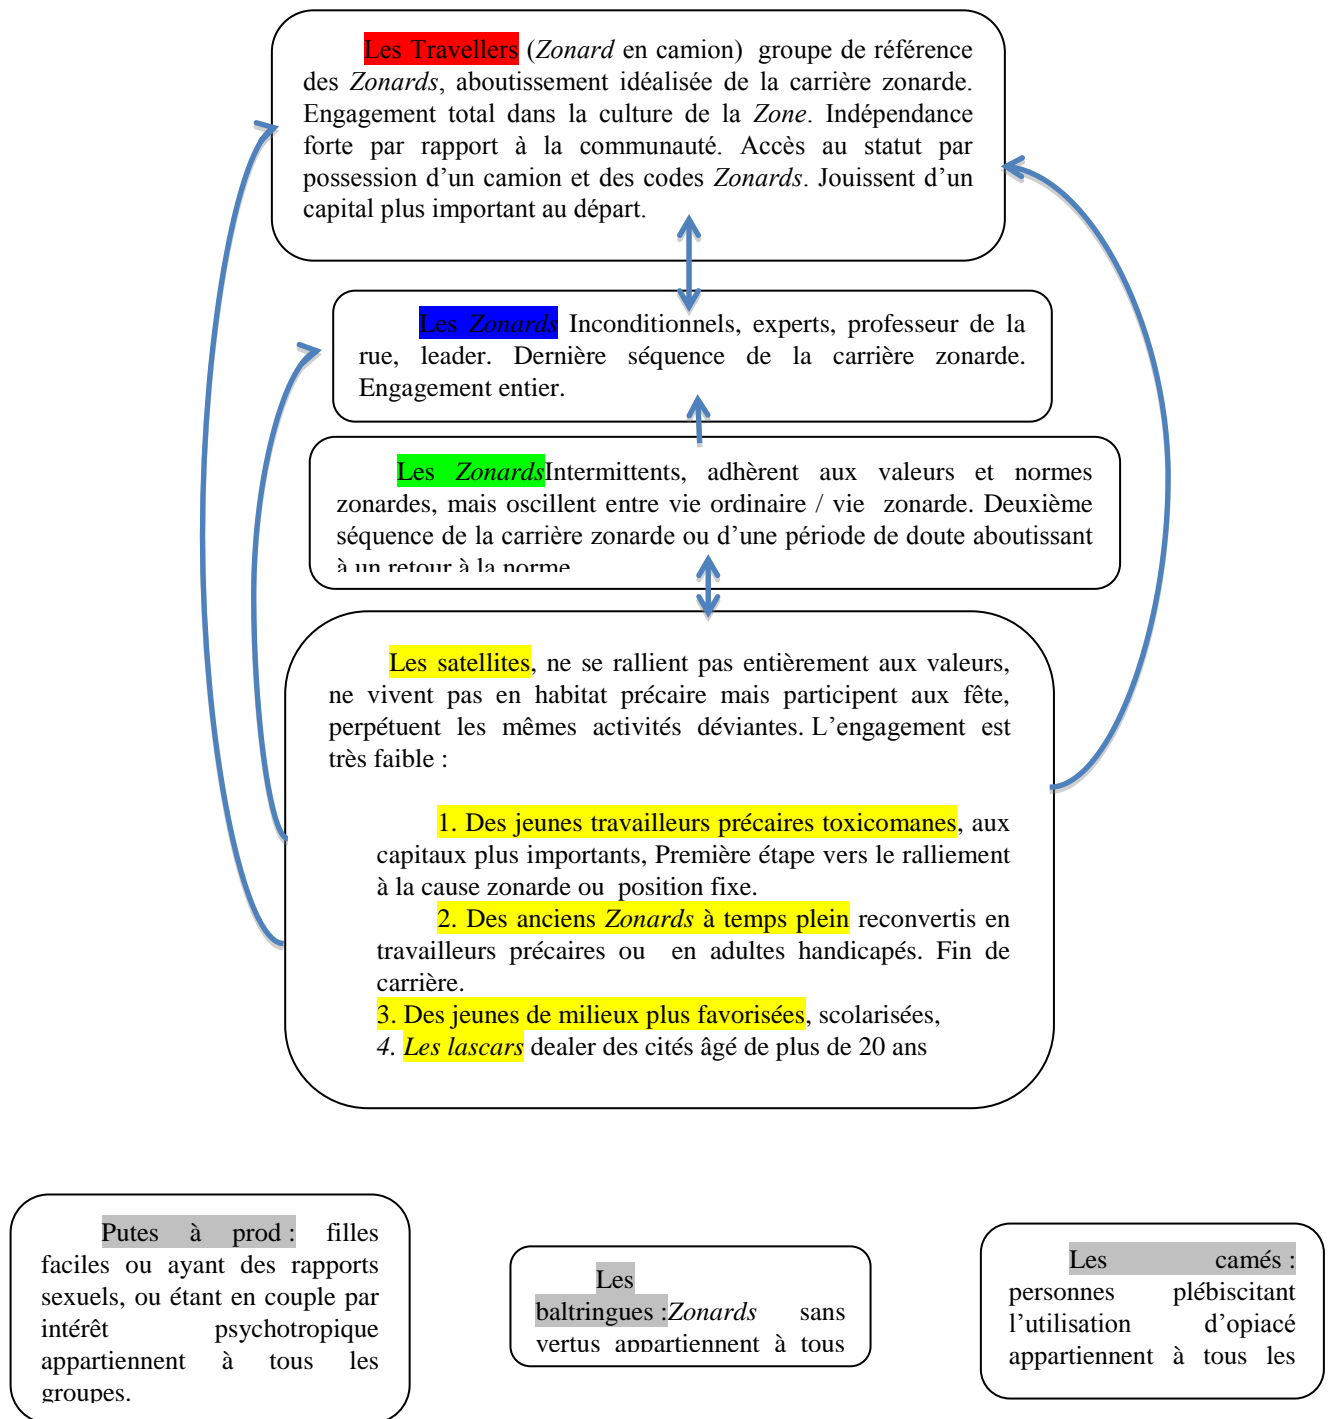 Les Travellers (Zonard en camion) groupe de référence
des Zonards, aboutissement idéalisée de la carrière zonarde.
Engagement total dans la culture de la Zone. Indépendance
forte par rapport à la communauté. Accès au statut par
possession d’un camion et des codes Zonards. Jouissent d’un
capital plus important au départ.
Les Zonards Inconditionnels, experts, professeur de la
rue, leader. Dernière séquence de la carrière zonarde.
Engagement entier.
Les ZonardsIntermittents, adhèrent aux valeurs et normes
zonardes, mais oscillent entre vie ordinaire / vie zonarde. Deuxième
séquence de la carrière zonarde ou d’une période de doute aboutissant
à un retour à la norme
Les satellites, ne se rallient pas entièrement aux valeurs,
ne vivent pas en habitat précaire mais participent aux fête,
perpétuent les mêmes activités déviantes. L’engagement est
très faible :
1. Des jeunes travailleurs précaires toxicomanes, aux
capitaux plus importants, Première étape vers le ralliement
à la cause zonarde ou position fixe.
2. Des anciens Zonards à temps plein reconvertis en
travailleurs précaires ou en adultes handicapés. Fin de
carrière.
3. Des jeunes de milieux plus favorisées, scolarisées,
4. Les lascars dealer des cités âgé de plus de 20 ans
Putes à prod : filles
faciles ou ayant des rapports
sexuels, ou étant en couple par
intérêt psychotropique
appartiennent à tous les
groupes.
Les
baltringues :Zonards sans
vertus appartiennent à tous
Les camés :
personnes plébiscitant
l’utilisation d’opiacé
appartiennent à tous les